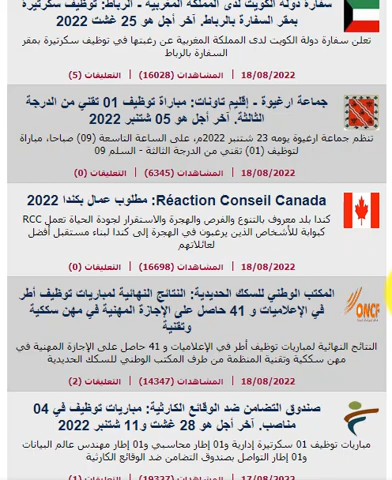 سفارة دولة الكويت لدى المملكة المغربية - الرباط: توظيف سكرتيرة
بمقر السفارة بالرباط. آخر أجل هو 25 غشت 2022
تعلن سفارة دولة الكويت لدى المملكة المغربية عن رغبتها في توظيف سكرتيرة بمقر
السفارة بالرباط
18/08/2022 | المشاهدات (16028) | التعليقات (5)
جماعة ارغيوة - إقليم تاونات: مباراة توظيف 01 تقني من الدرجة
الثالثة. آخر أجل هو 05 شتنبر 2022
تنظم جماعة ارغيوة يومه 23 شتنبر 2022م، على الساعة التاسعة (09) صباحا، مباراة
لتوظيف (01) تقني من الدرجة الثالثة - السلم 09
18/08/2022 | المشاهدات (6345) | التعليقات (0)
Réaction Conseil Canada: مطلوب عمال بكندا 2022
كندا بلد معروف بالتنوع والفرص والهجرة والاستقرار لجودة الحياة تعمل RCC
كبوابة للأشخاص الذين يرغبون في الهجرة إلى كندا لبناء مستقبل أفضل
لعائلاتهم
18/08/2022 | المشاهدات (16698) | التعليقات (0)
المكتب الوطني للسكك الحديدية: النتائج النهائية لمباريات توظيف أطر
في الإعلاميات و 41 حاصل على الإجازة المهنية في مهن سككية
وتقنية
ONCF
النتائج النهائية لمباريات توظيف أطر في الإعلاميات و 41 حاصل على الإجازة المهنية في
مهن سككية وتقنية المنظمة من طرف المكتب الوطني للسكك الحديدية
18/08/2022 | المشاهدات (14347) | التعليقات (2)
صندوق التضامن ضد الوقائع الكارثية: مباريات توظيف في 04
مناصب. آخر أجل هو 28 غشت و11 شتنبر 2022
مباريات توظيف 01 سكرتيرة إدارية و01 إطار محاسبي و01 إطار مهندس عالم البيانات
و01 إطار التواصل بصندوق التضامن ضد الوقائع الكارثية
17/08/2022 | المشاهدات (19327) | التعليقات (1)